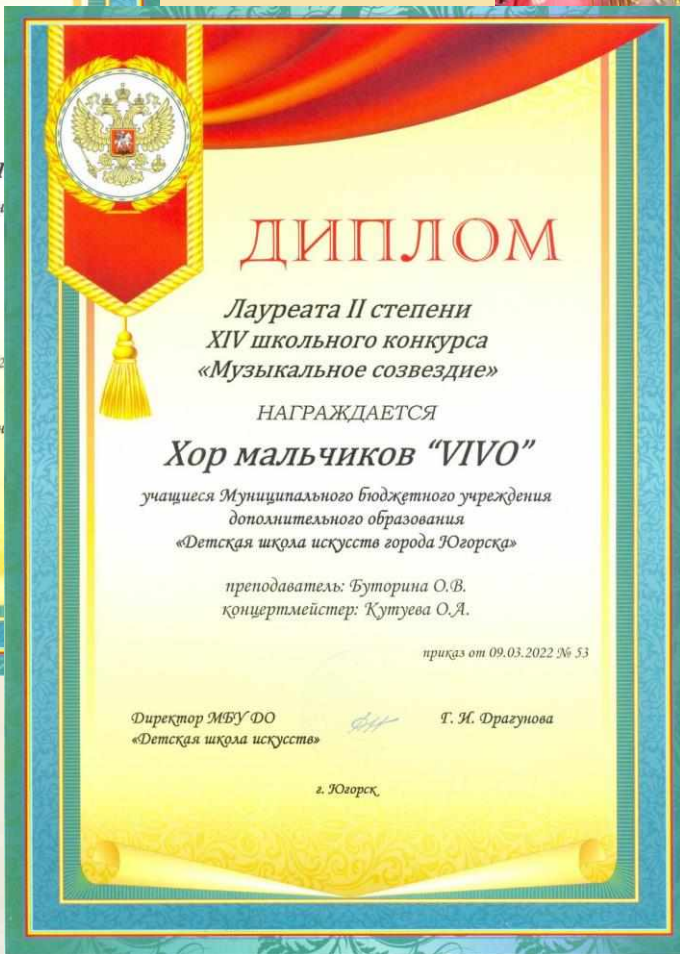 ДИПЛОМ
Лауреата II степени
XIV школьного конкурса
«Музыкальное созвездие»
НАГРАЖДАЕТСЯ
Хор мальчиков “VIVO”
учащиеся Муниципального бюджетного учреждения
дополнительного образования
«Детская школа искусств города Югорска»
преподаватель: Буторина О.В.
концертмейстер: Кутуева О.А.
приказ от 09.03.2022 № 53
Директор МБУ ДО
«Детская школа искусств»
Г. И. Драгунова
г. Югорск